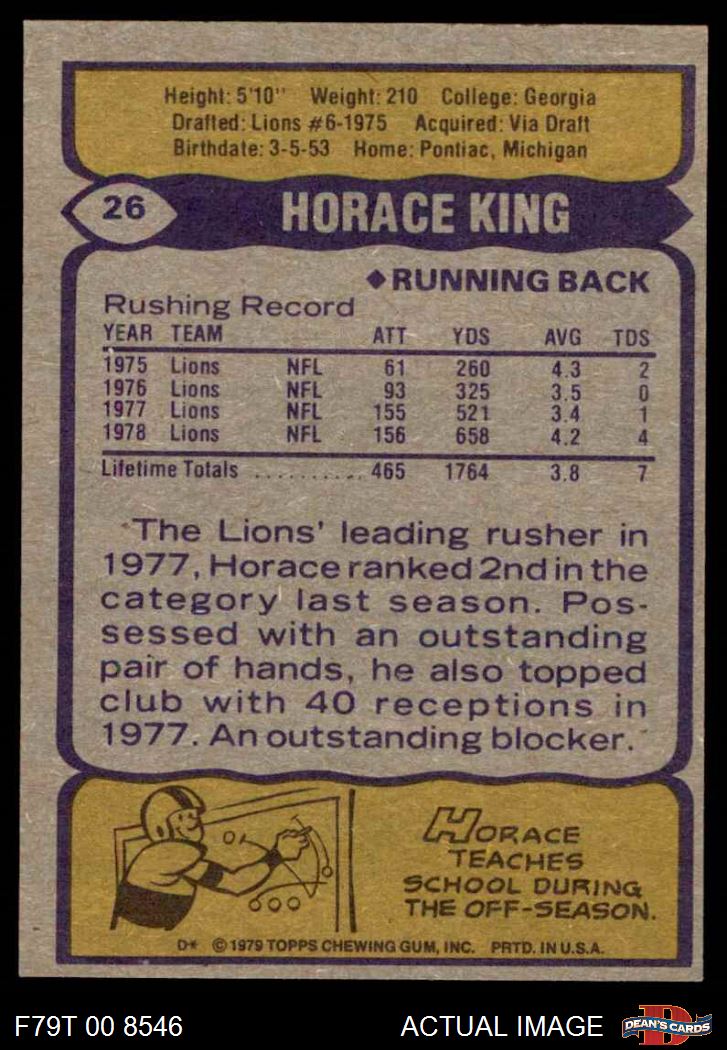 Height: 5'10" Weight: 210 College: Georgia
Drafted: Lions #6-1975 Acquired: Via Draft
Birthdate: 3-5-53 Home: Pontiac, Michigan
26 HORACE KING
◆RUNNING BACK
Rushing Record
YEAR TEAM ATT YDS AVG TDS
1975 Lions NFL 61 260 4.3 2
1976 Lions NFL 93 325 3.5 0
1977 Lions NFL 155 521 3.4 1
1978 Lions NFL 156 658 4.2 4
Lifetime Totals .......... 465 1764 3.8 7
The Lions' leading rusher in
1977, Horace ranked 2nd in the
category last season. Pos-
sessed with an outstanding
pair of hands, he also topped
club with 40 receptions in
1977. An outstanding blocker.
HORACE
TEACHES
SCHOOL DURING
THE OFF-SEASON.
D* © 1979 TOPPS CHEWING GUM, INC. PRTD. IN U.S.A.
F79T 00 8546 ACTUAL IMAGE D DEAN'S CARDS